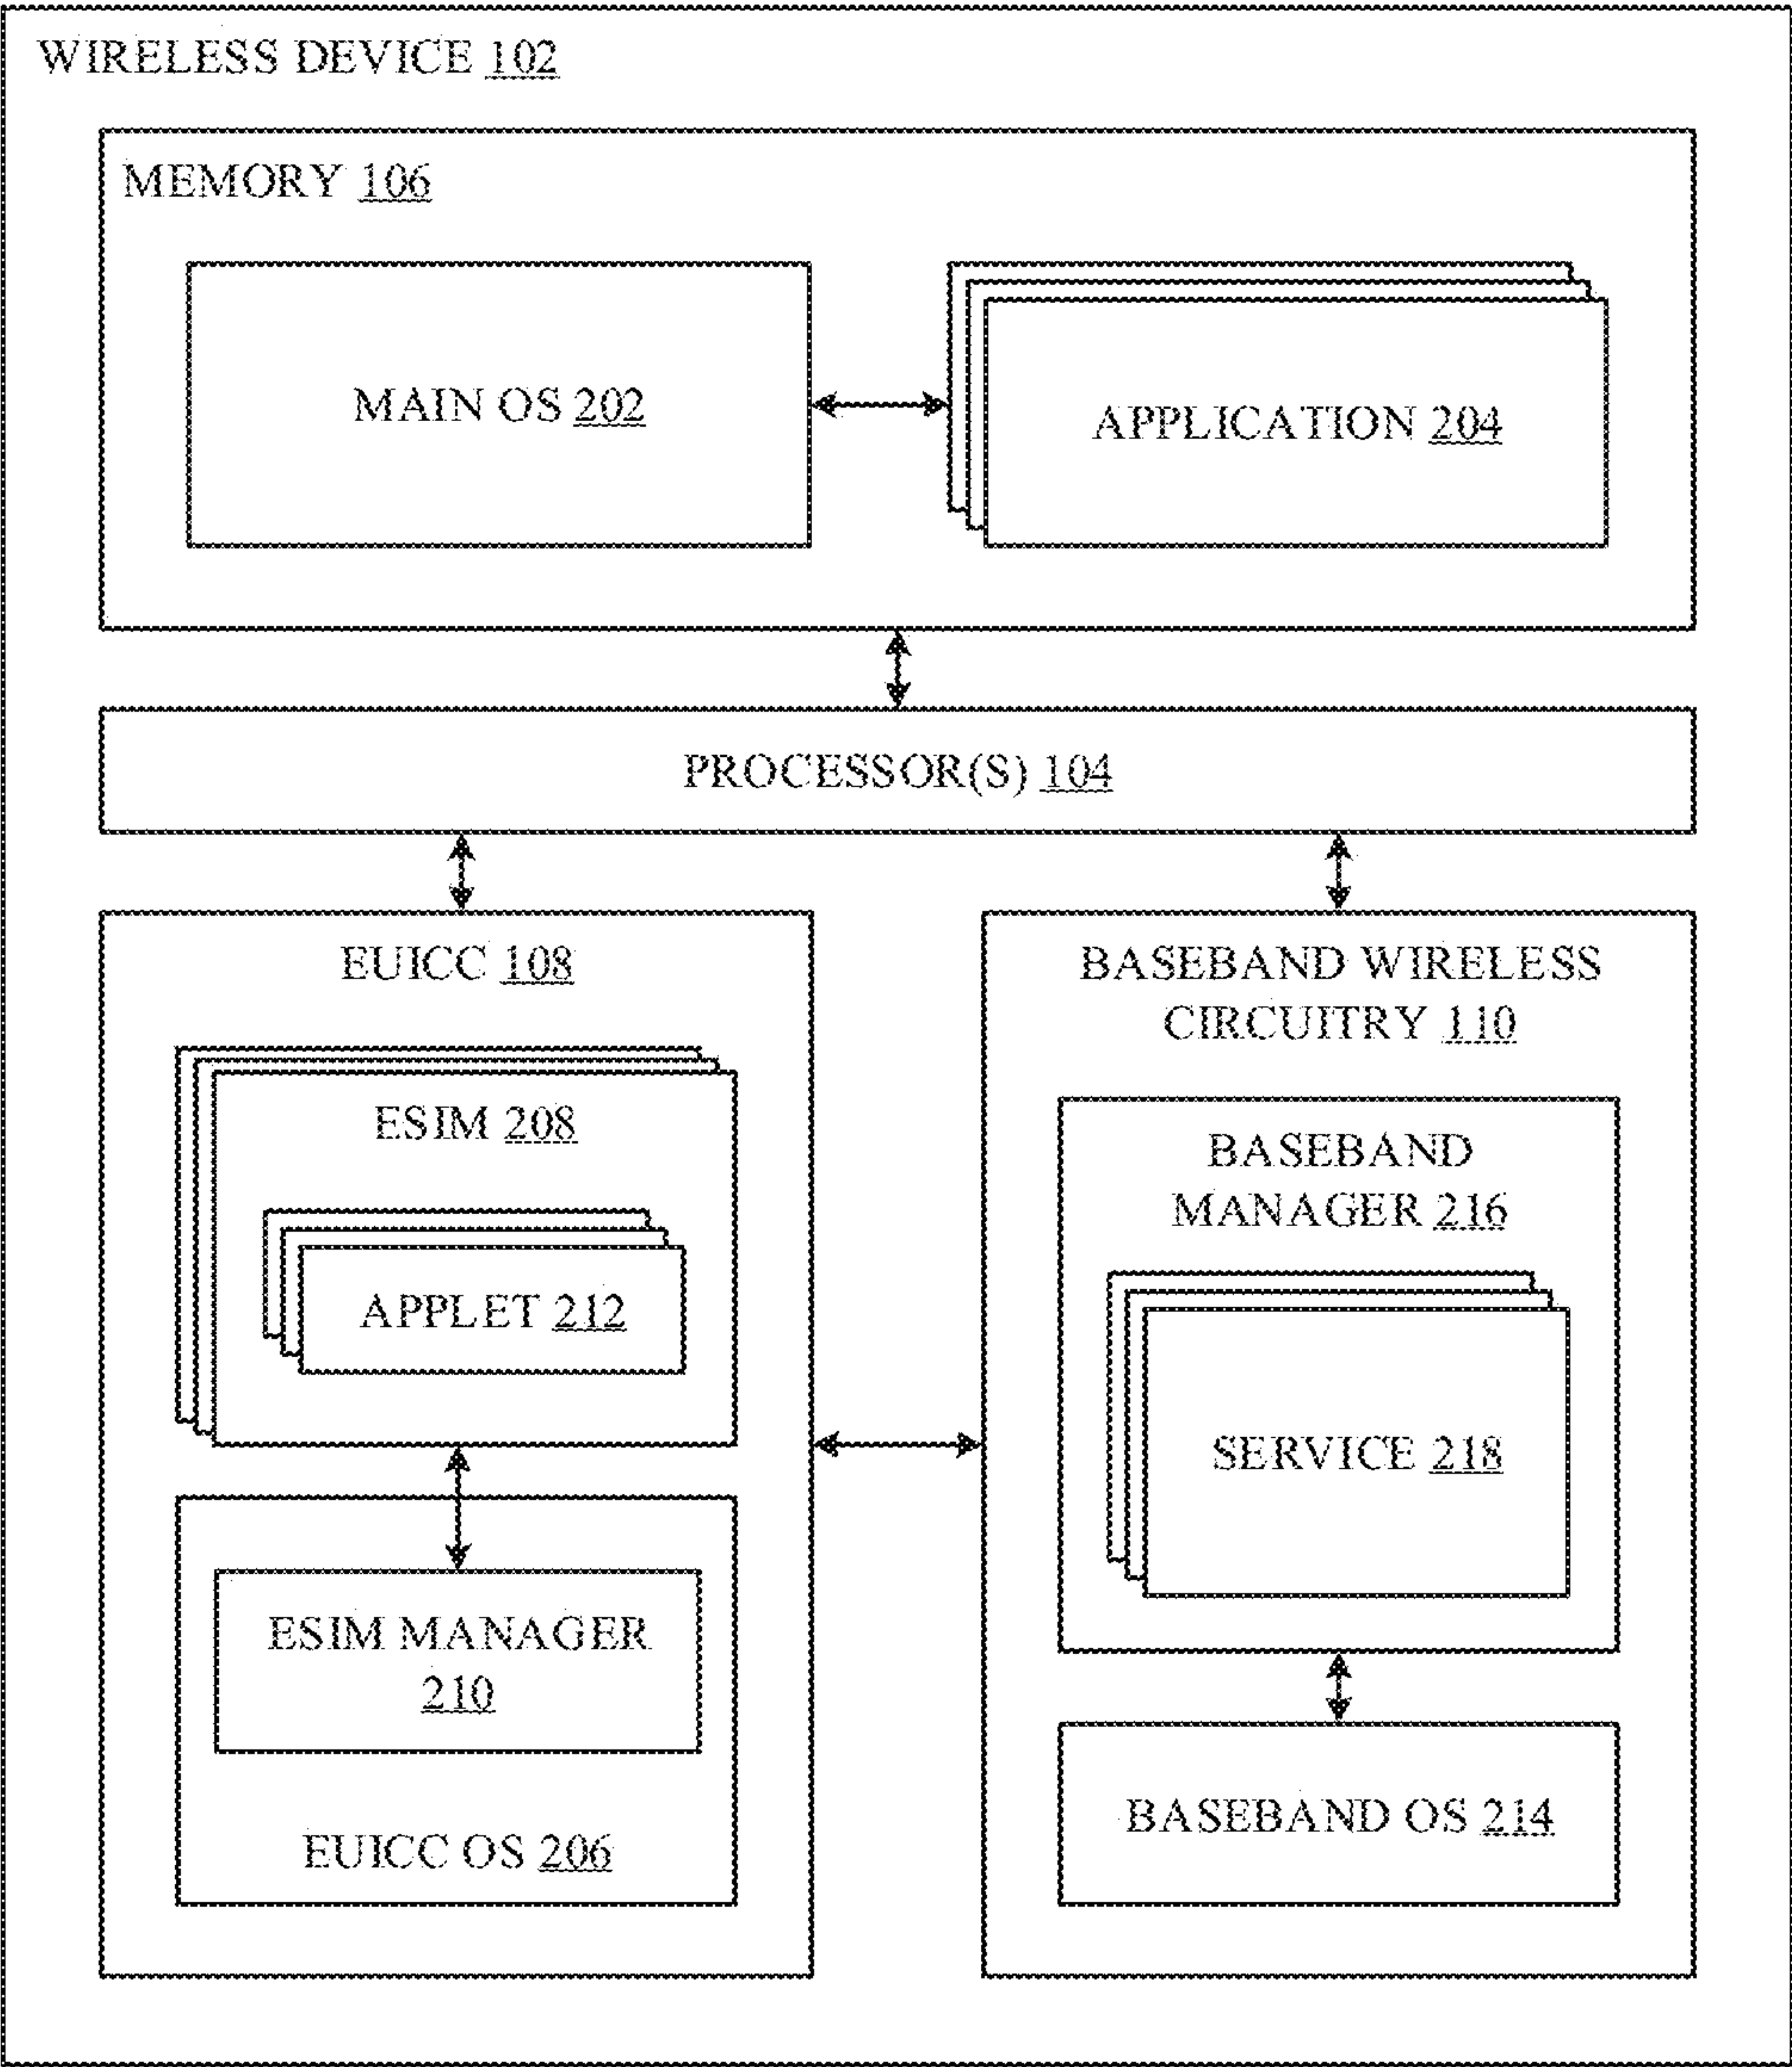 WIRELESS DEVICE 102
MEMORY 106
MAIN OS 202
APPLICATION 204
PROCESSOR(S) 104
EUICC 108
ESIM 208
APPLET 212
ESIM MANAGER
210
EUICC OS 206
BASEBAND WIRELESS
CIRCUITRY 110
BASEBAND
MANAGER 216
SERVICE 218
BASEBAND OS 214